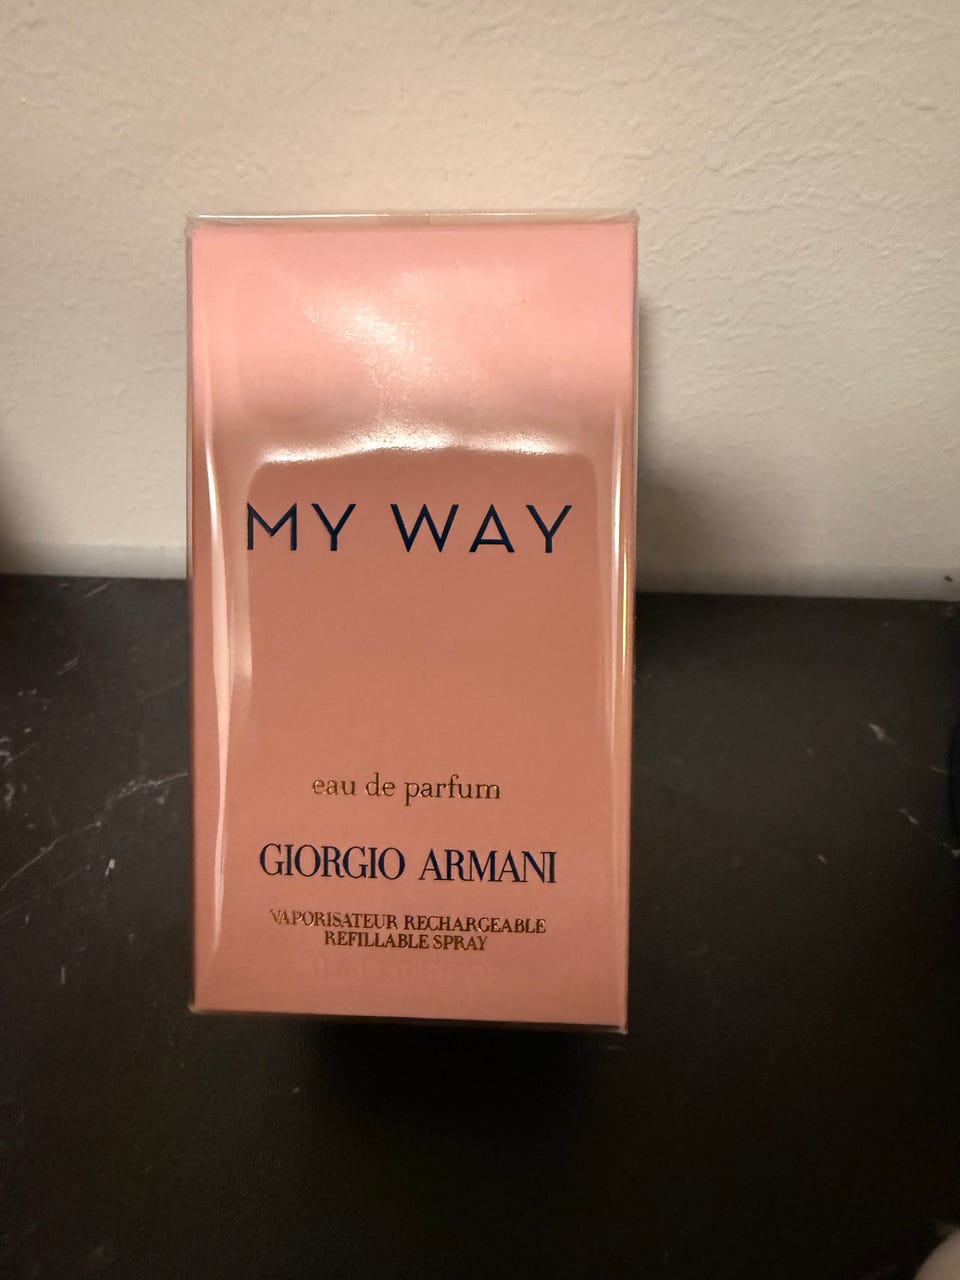 MY WAY
eau de parfum
GIORGIO ARMANI
VAPORISATEUR RECHARGEABLE
REFILLABLE SPRAY